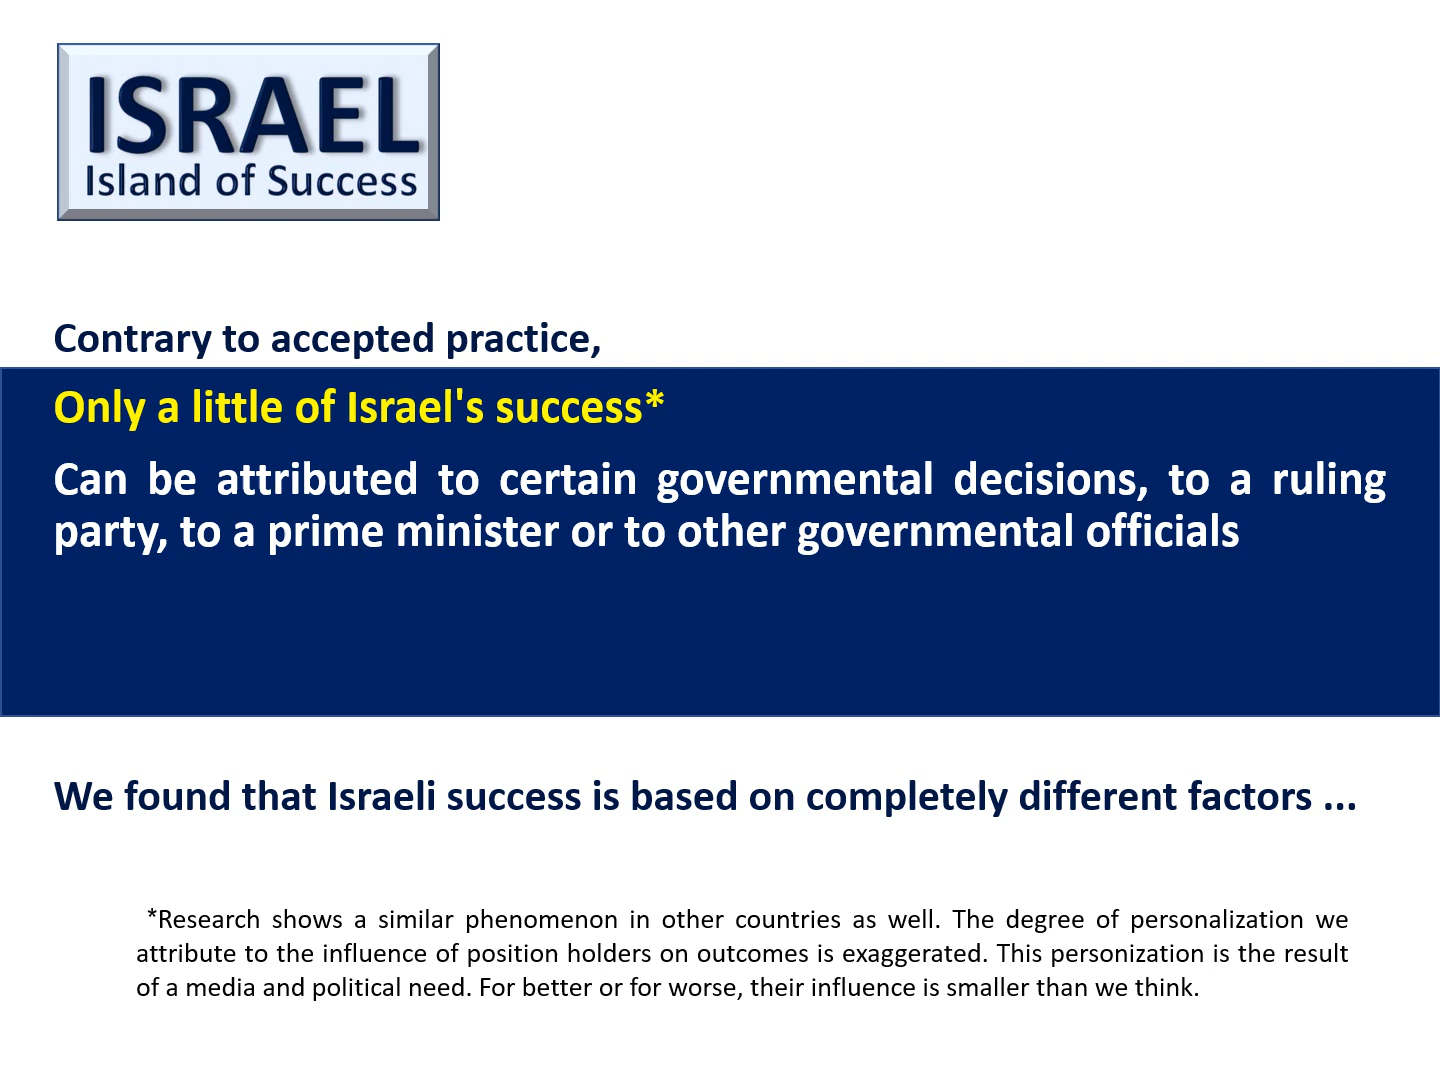 ISRAEL
Island of Success
Contrary to accepted practice,
Only a little of Israel's success*
Can be attributed to certain governmental decisions, to a ruling
party, to a prime minister or to other governmental officials
We found that Israeli success is based on completely different factors ...
*Research shows a similar phenomenon in other countries as well. The degree of personalization we
attribute to the influence of position holders on outcomes is exaggerated. This personization is the result
of a media and political need. For better or for worse, their influence is smaller than we think.